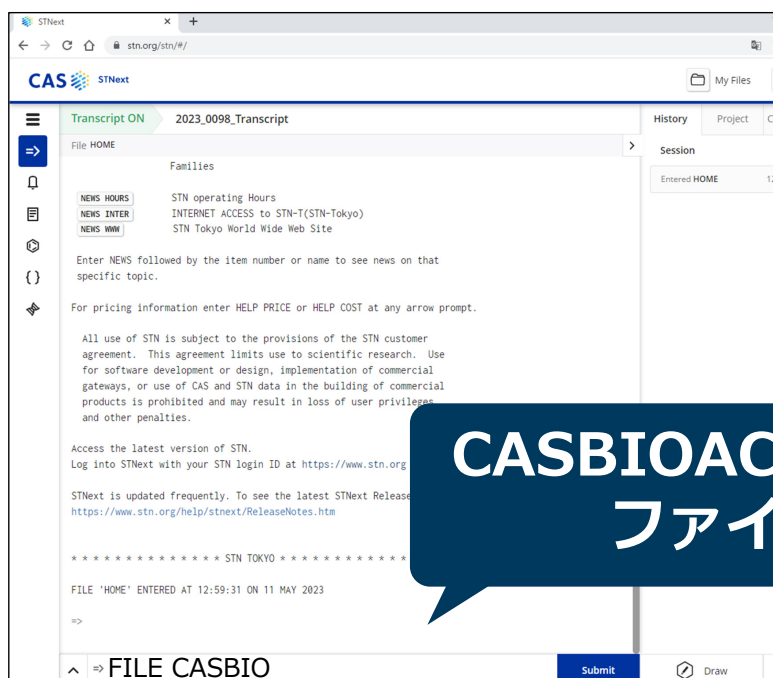 STNext
stn.org/stn/#/
CAS STNext
My Files
Transcript ON 2023_0098_Transcript
History Project C
File HOME
Session
Families
Entered HOME 12
NEWS HOURS STN operating Hours
NEWS INTER INTERNET ACCESS to STN-T(STN-Tokyo)
NEWS WWW STN Tokyo World Wide Web Site
Enter NEWS followed by the item number or name to see news on that
specific topic.
For pricing information enter HELP PRICE or HELP COST at any arrow prompt.
All use of STN is subject to the provisions of the STN customer
agreement. This agreement limits use to scientific research. Use
for software development or design, implementation of commercial
gateways, or use of CAS and STN data in the building of commercial
products is prohibited and may result in loss of user privileges
and other penalties.
Access the latest version of STN.
Log into STNext with your STN login ID at https://www.stn.org
STNext is updated frequently. To see the latest STNext Release
https://www.stn.org/help/stnext/ReleaseNotes.htm
CASBIOAC
ファイ
* * * * * * * * * * * * * * STN TOKYO * * * * * * * * * * * *
FILE 'HOME' ENTERED AT 12:59:31 ON 11 MAY 2023
=>
=> FILE CASBIO
Submit
Draw